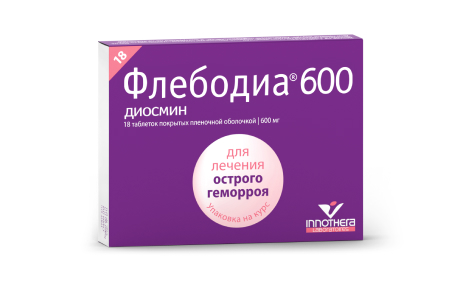 18
Флебодиа® 600
ДИОСМИН
18 таблеток покрытых пленочной оболочкой | 600 мг
для
лечения
острого
геморроя
Упаковка на курс
INNOTHERA
LABORATOIRES